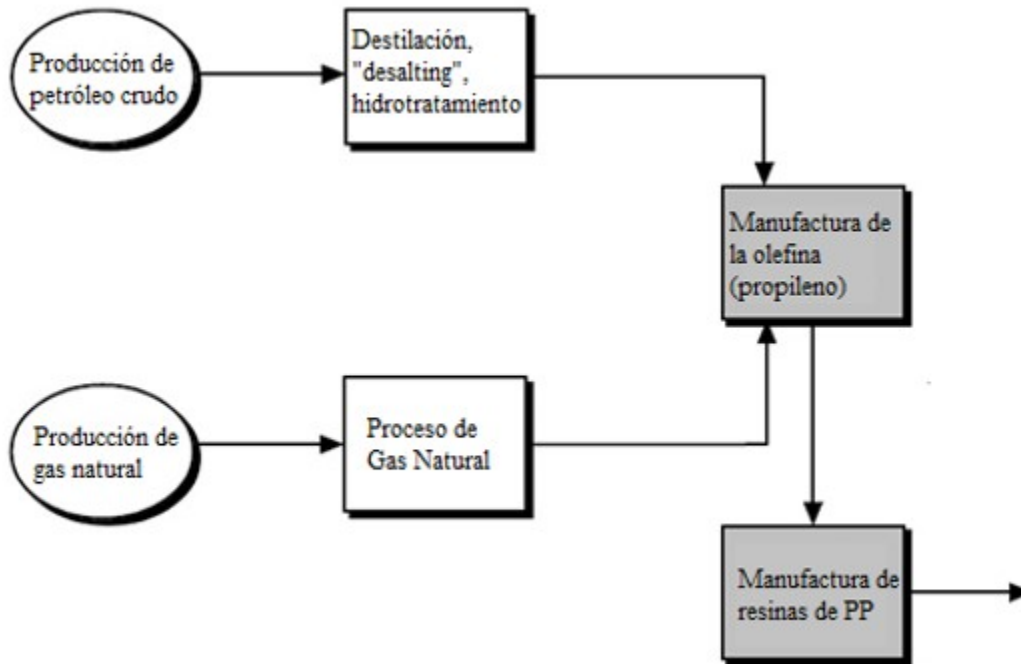 Producción de
petróleo crudo
Destilación,
"desalting",
hidrotratamiento
Manufactura de
la olefina
(propileno)
Producción de
gas natural
Proceso de
Gas Natural
Manufactura de
resinas de PP